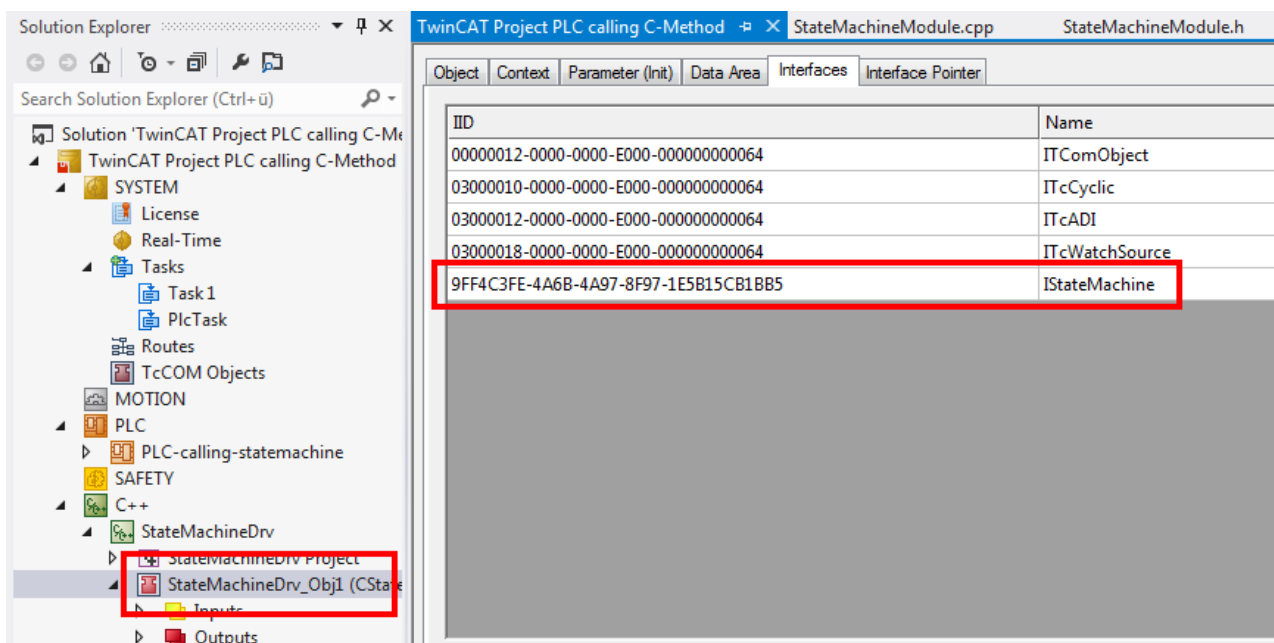 Solution Explorer
Search Solution Explorer (Ctrl+ü)
Solution 'TwinCAT Project PLC calling C-Me
TwinCAT Project PLC calling C-Method
SYSTEM
License
Real-Time
Tasks
Task 1
PlcTask
Routes
TcCOM Objects
MOTION
PLC
PLC-calling-statemachine
SAFETY
C++
StateMachineDrv
StateMachineDrv Project
StateMachineDrv_Obj1 (CState
Inputs
Outputs
TwinCAT Project PLC calling C-Method
StateMachineModule.cpp
StateMachineModule.h
Object
Context
Parameter (Init)
Data Area
Interfaces
Interface Pointer
IID Name
00000012-0000-0000-E000-000000000064 ITComObject
03000010-0000-0000-E000-000000000064 ITcCyclic
03000012-0000-0000-E000-000000000064 ITcADI
03000018-0000-0000-E000-000000000064 ITcWatchSource
9FF4C3FE-4A6B-4A97-8F97-1E5B15CB1BB5 IStateMachine